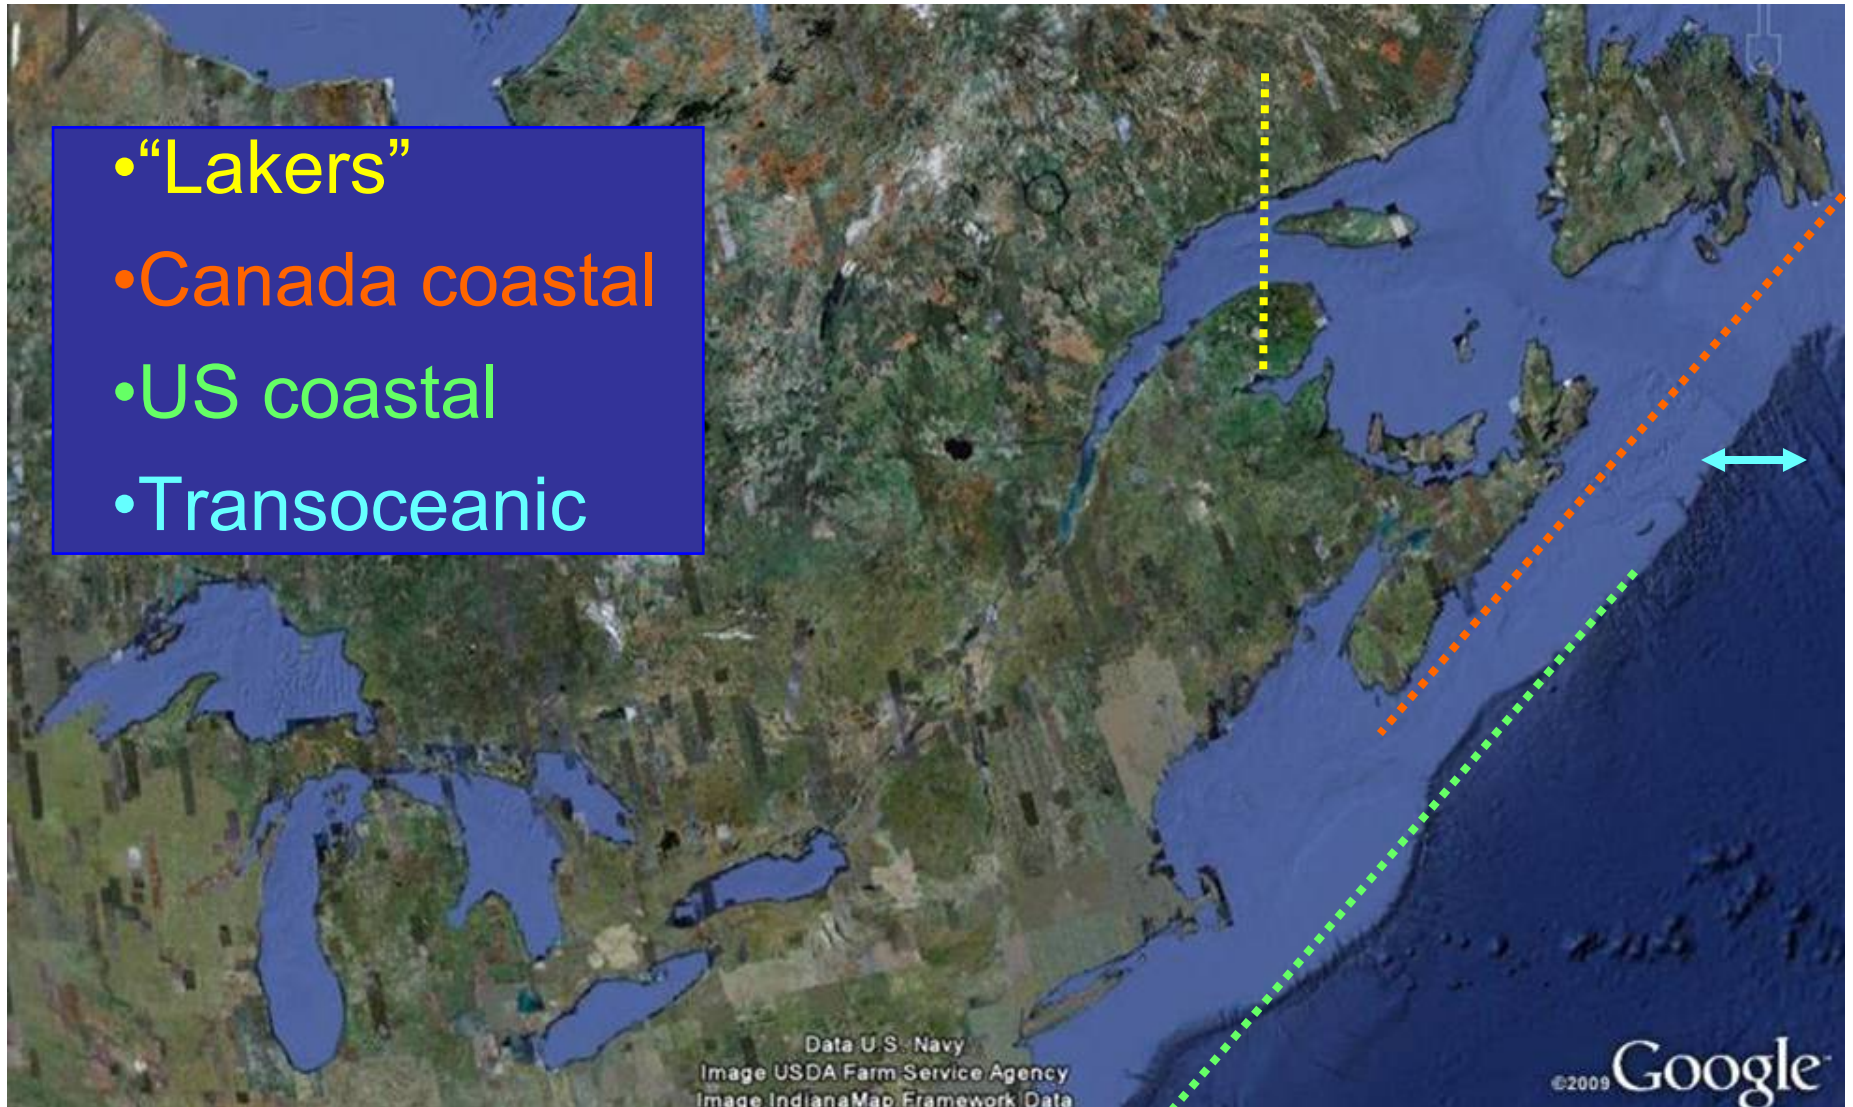 •“Lakers”
•Canada coastal
•US coastal
•Transoceanic
Data U.S. Navy
Image USDA Farm Service Agency
Image IndianaMap Framework Data
©2009 Google